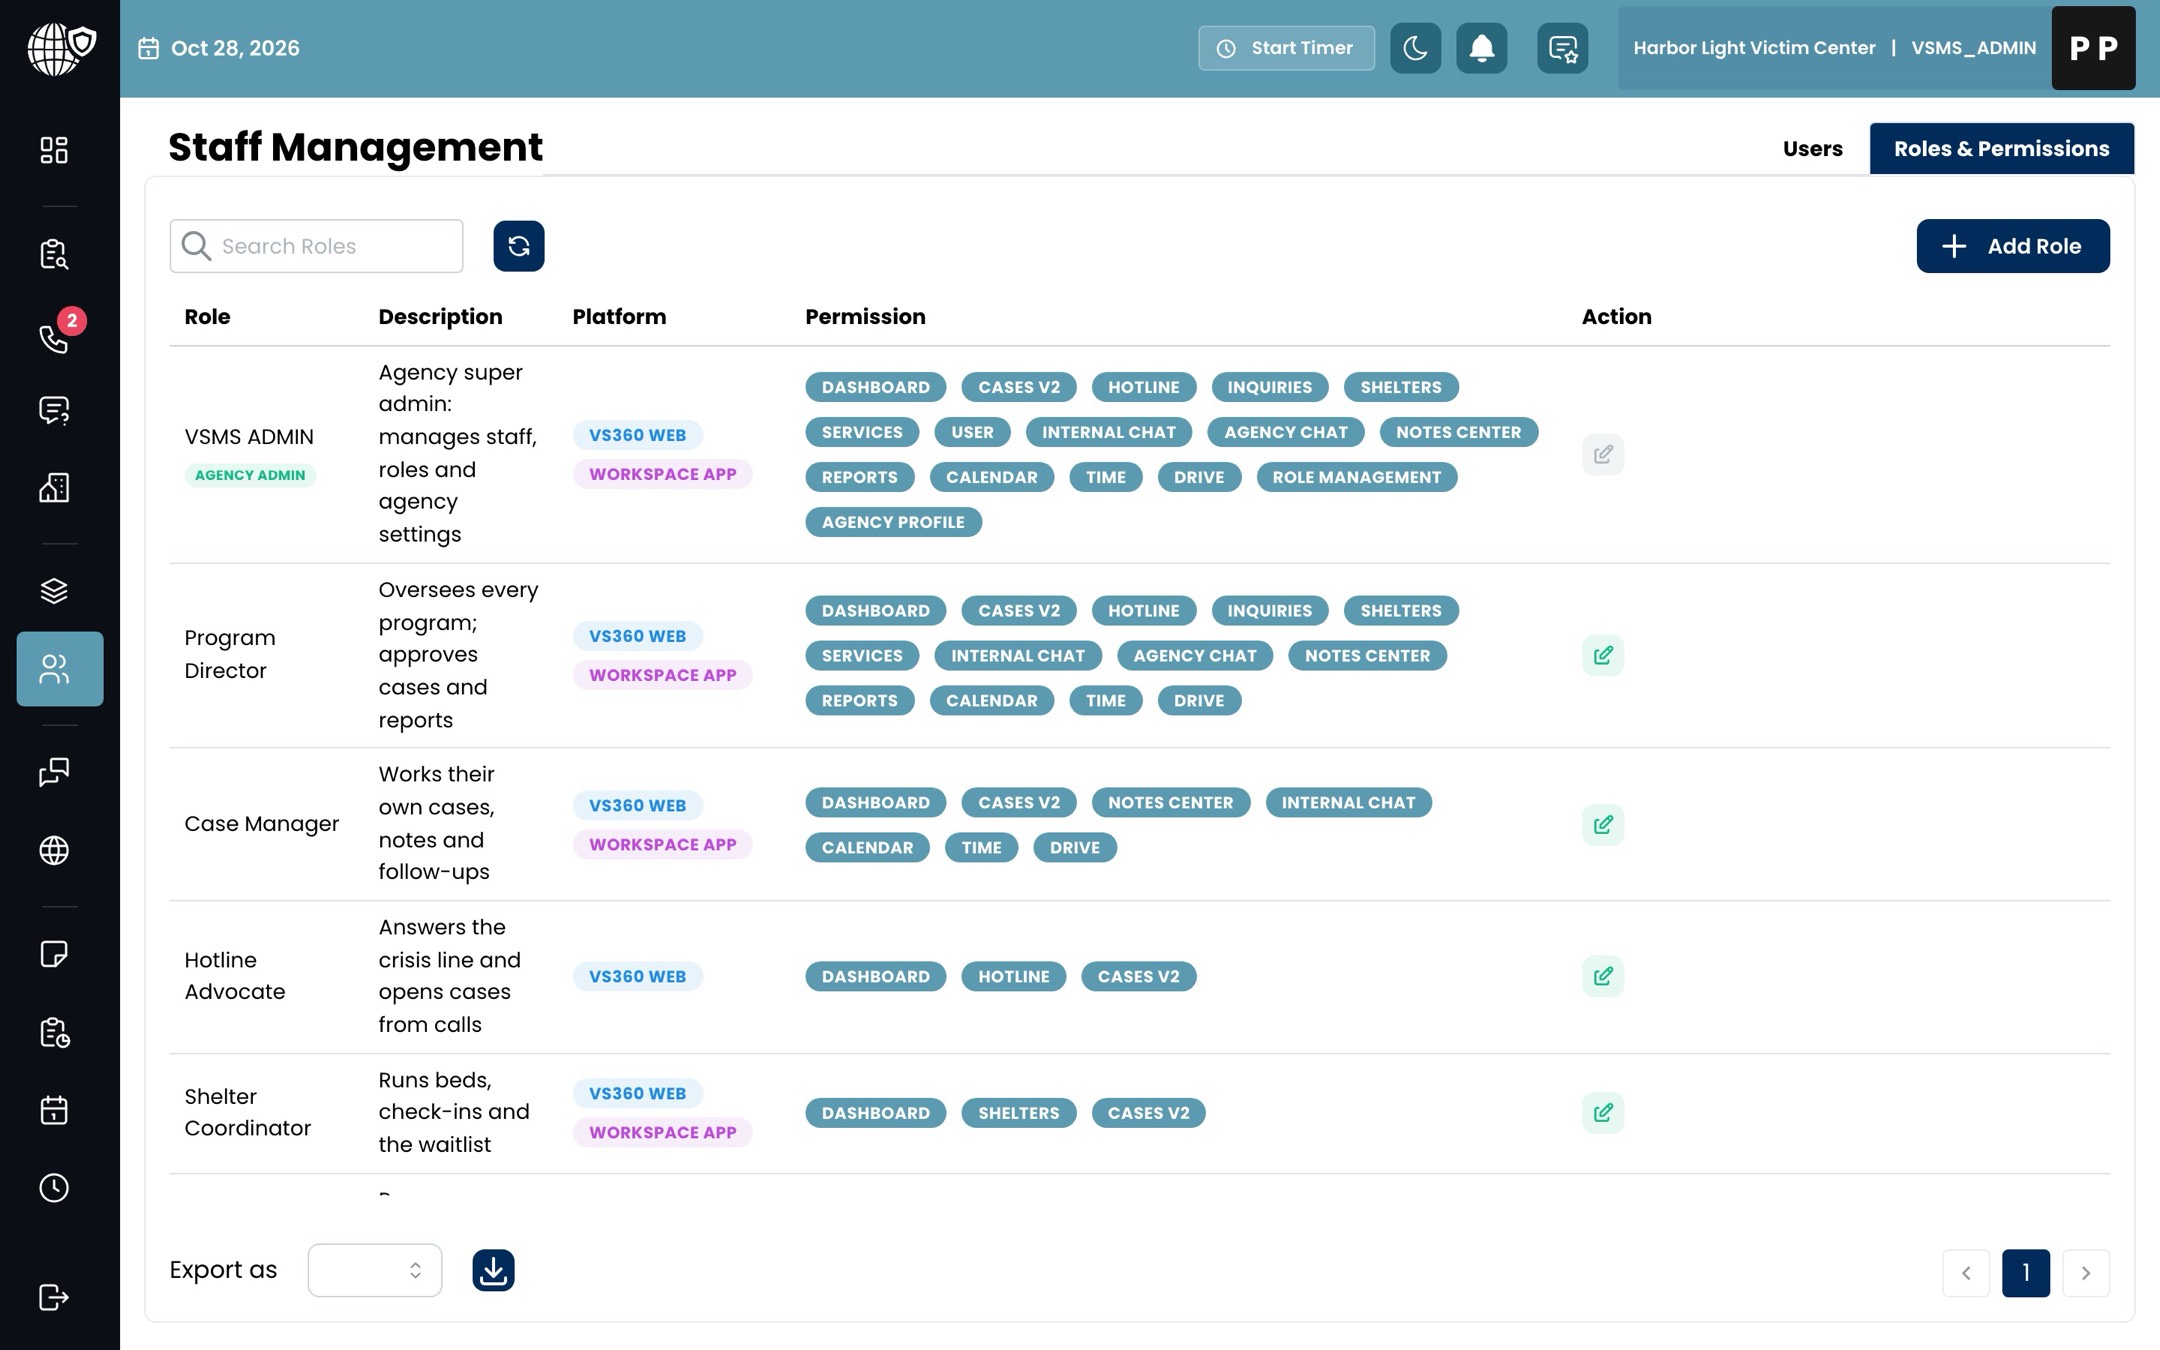 Oct 28, 2026
Start Timer
Harbor Light Victim Center | VSMS_ADMIN
PP
2
Staff Management
Users
Roles & Permissions
Search Roles
Add Role
Role
Description
Platform
Permission
Action
VSMS ADMIN
AGENCY ADMIN
Agency super
admin:
manages staff,
roles and
agency
settings
VS360 WEB
WORKSPACE APP
DASHBOARD CASES V2 HOTLINE INQUIRIES SHELTERS
SERVICES USER INTERNAL CHAT AGENCY CHAT NOTES CENTER
REPORTS CALENDAR TIME DRIVE ROLE MANAGEMENT
AGENCY PROFILE
Program
Director
Oversees every
program;
approves
cases and
reports
VS360 WEB
WORKSPACE APP
DASHBOARD CASES V2 HOTLINE INQUIRIES SHELTERS
SERVICES INTERNAL CHAT AGENCY CHAT NOTES CENTER
REPORTS CALENDAR TIME DRIVE
Case Manager
Works their
own cases,
notes and
follow-ups
VS360 WEB
WORKSPACE APP
DASHBOARD CASES V2 NOTES CENTER INTERNAL CHAT
CALENDAR TIME DRIVE
Hotline
Advocate
Answers the
crisis line and
opens cases
from calls
VS360 WEB
DASHBOARD HOTLINE CASES V2
Shelter
Coordinator
Runs beds,
check-ins and
the waitlist
VS360 WEB
WORKSPACE APP
DASHBOARD SHELTERS CASES V2
Export as
1